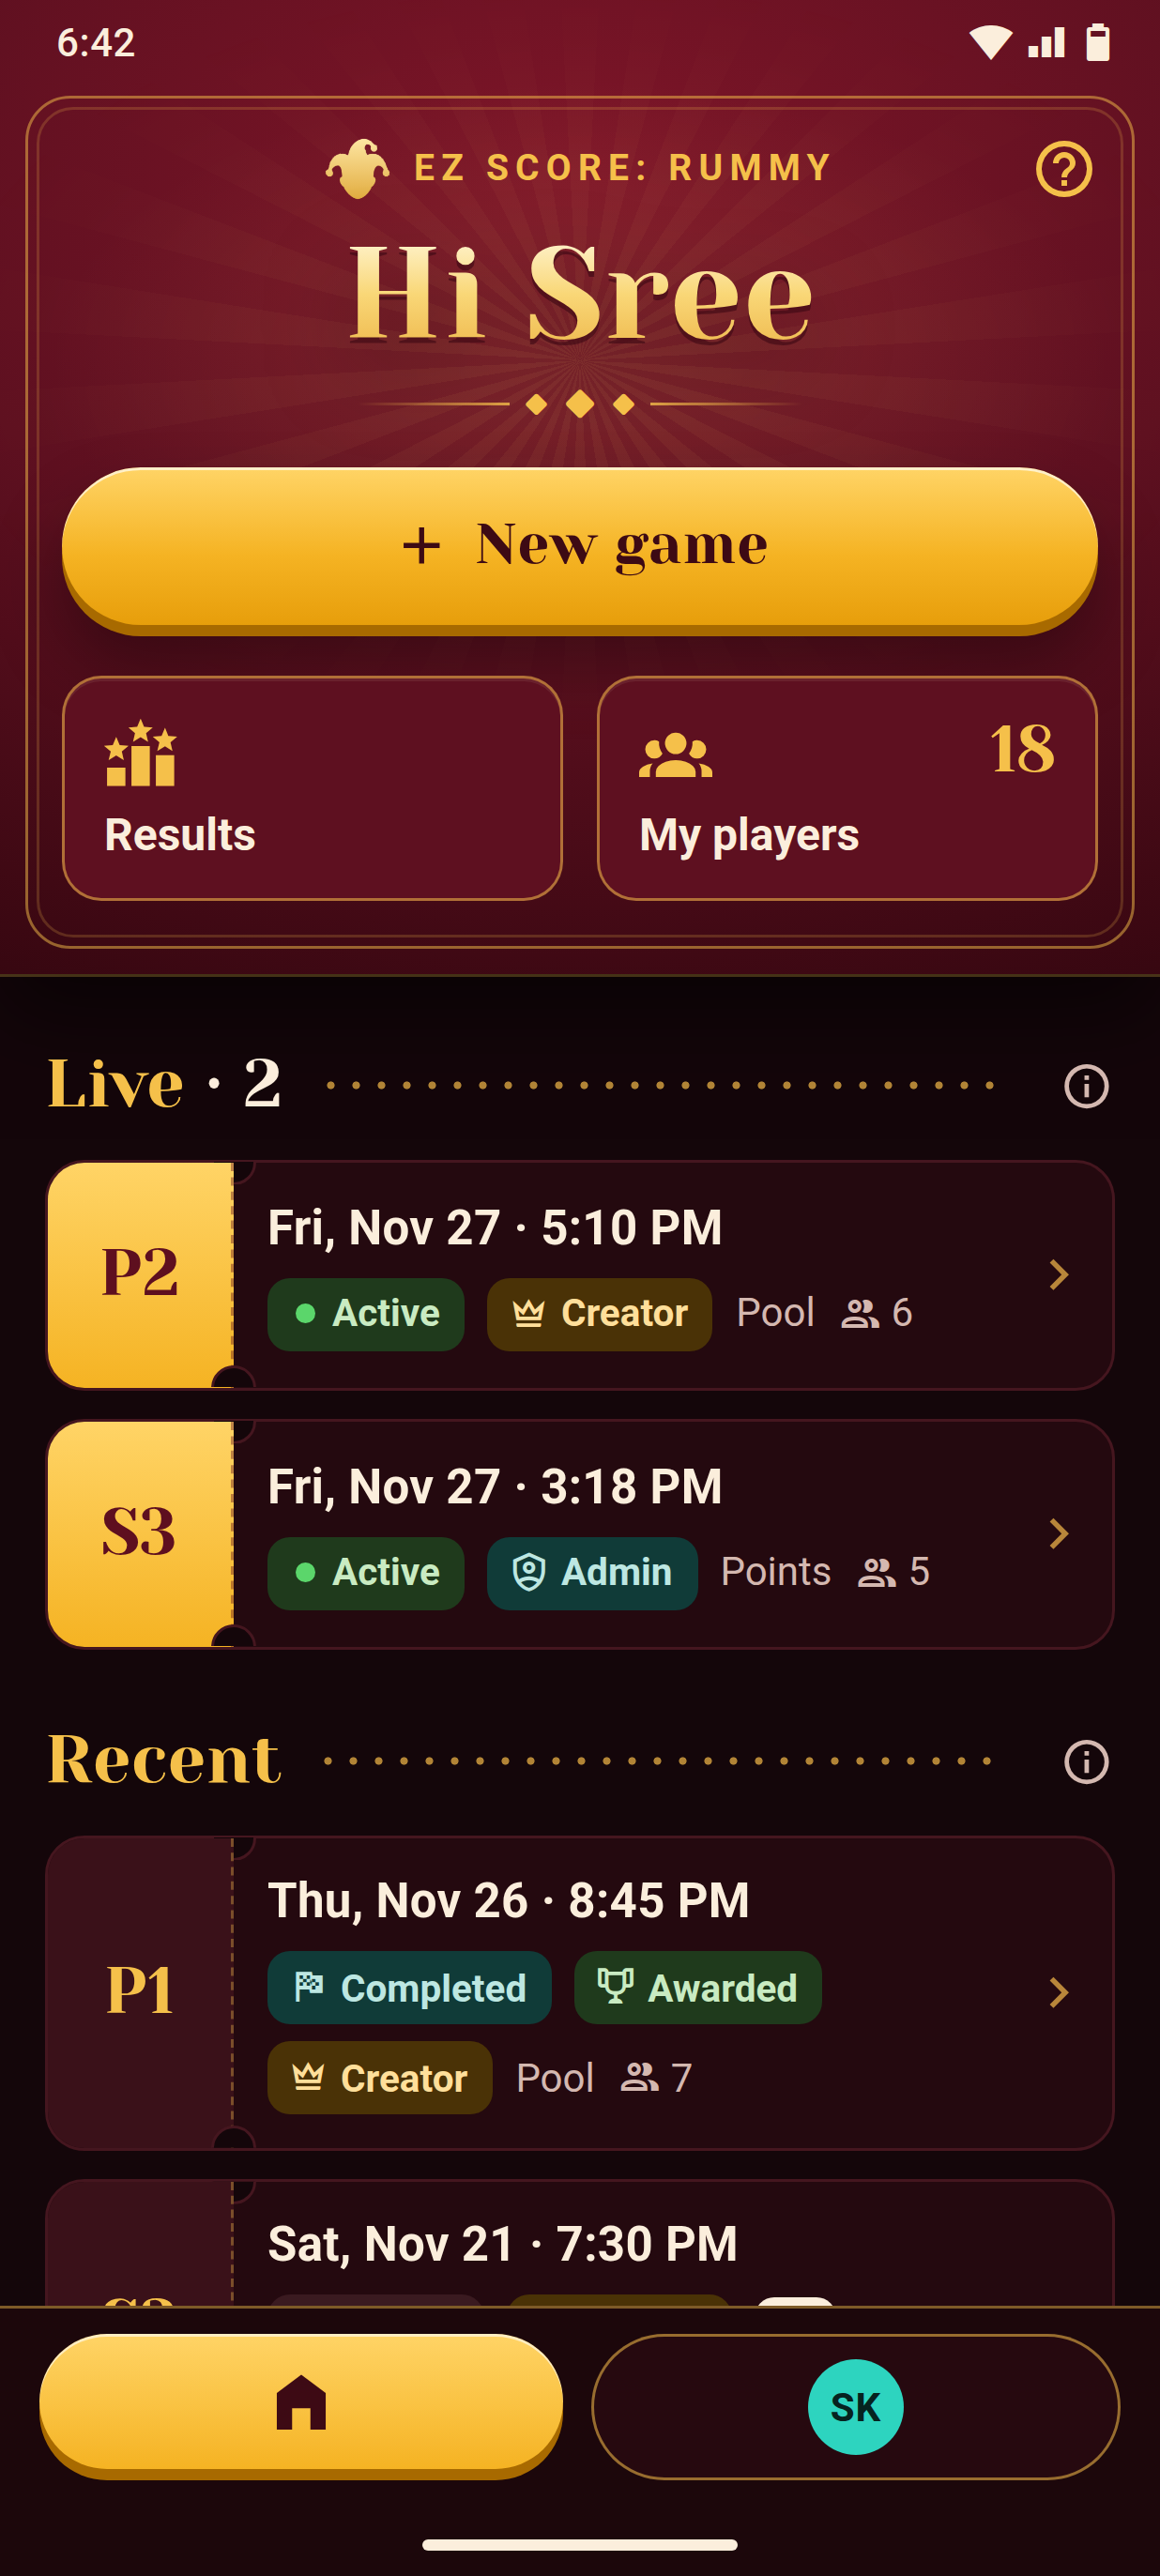 6:42
EZ SCORE: RUMMY
Hi Sree
+ New game
Results
18
My players
Live · 2
P2
Fri, Nov 27 · 5:10 PM
Active Creator Pool 6
S3
Fri, Nov 27 · 3:18 PM
Active Admin Points 5
Recent
P1
Thu, Nov 26 · 8:45 PM
Completed Awarded
Creator Pool 7
Sat, Nov 21 · 7:30 PM
SK